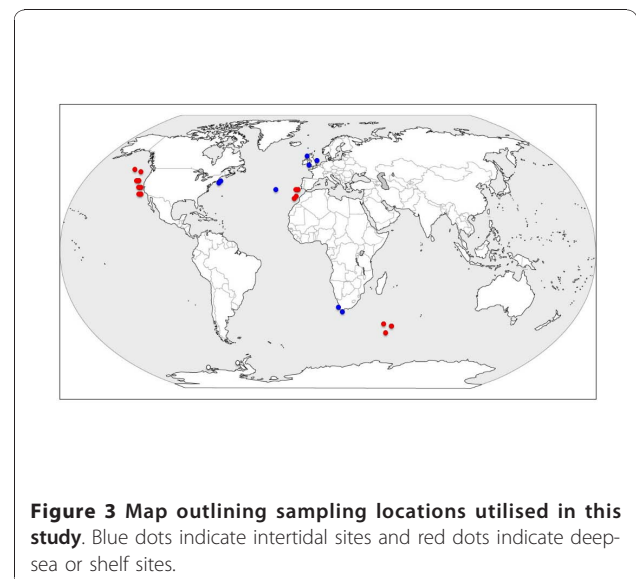 Figure 3 Map outlining sampling locations utilised in this
study. Blue dots indicate intertidal sites and red dots indicate deep-
sea or shelf sites.